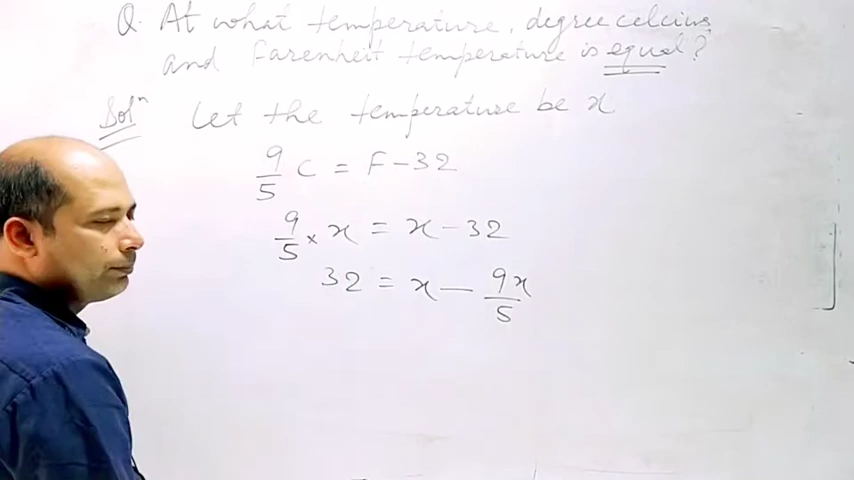 Q. At what temperature, degree celcius
and Farenheit temperature is equal?
Solⁿ Let the temperature be x
9/5 C = F - 32
9/5 × x = x - 32
32 = x - 9x/5